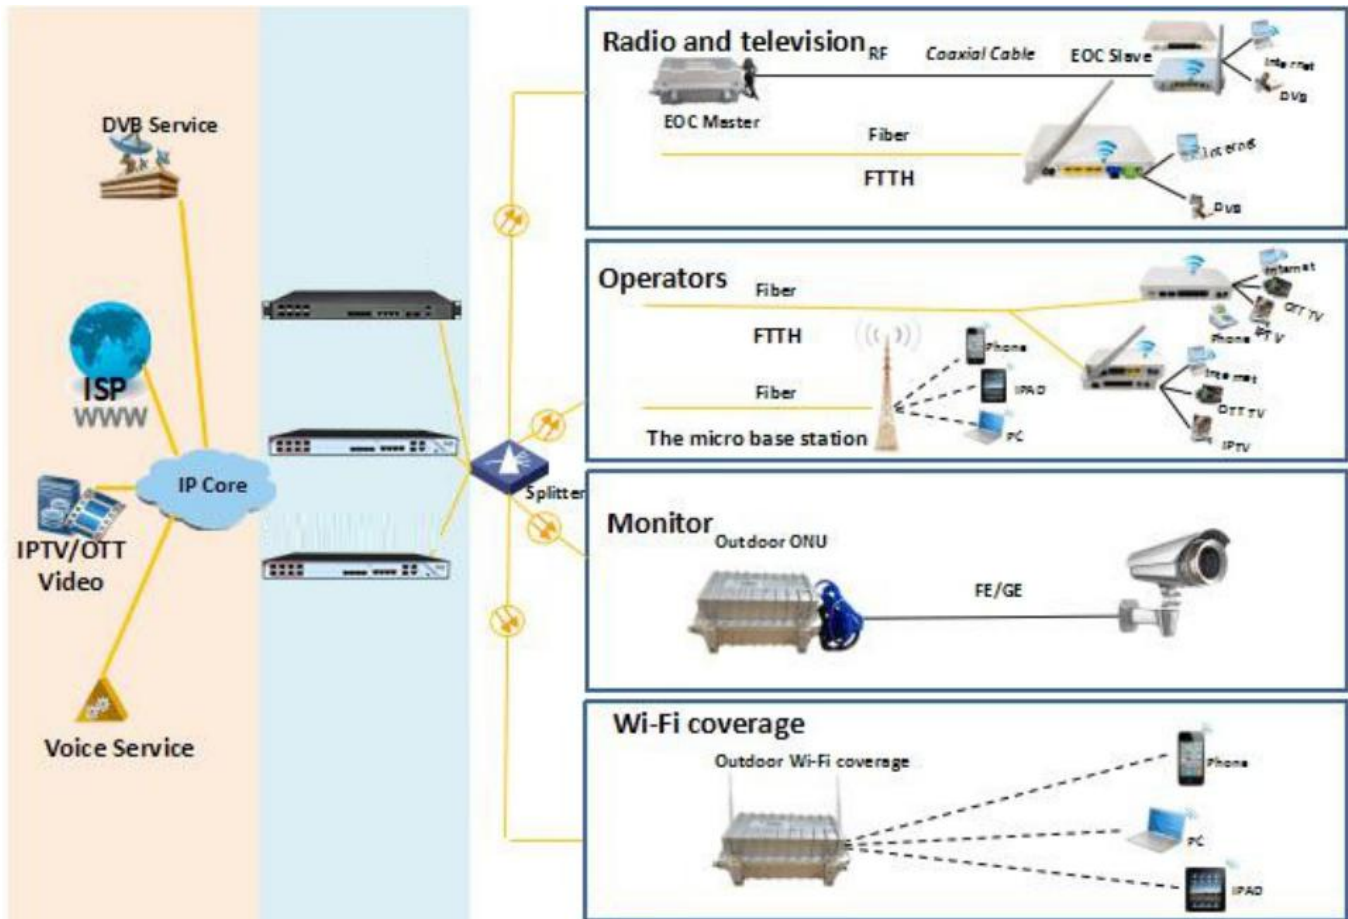 DVB Service
ISP
WWW
IP Core
IPTV/OTT
Video
Voice Service
Splitter
Radio and television
RF
Coaxial Cable
EOC Slave
Internet
DVB
EOC Master
Fiber
FTTH
Internet
DVB
Operators
Fiber
FTTH
Internet
OTT TV
IPTV
Phone
Phone
IPAD
PC
Fiber
The micro base station
Internet
OTT TV
IPTV
Monitor
Outdoor ONU
FE/GE
Wi-Fi coverage
Outdoor Wi-Fi coverage
Phone
PC
IPAD